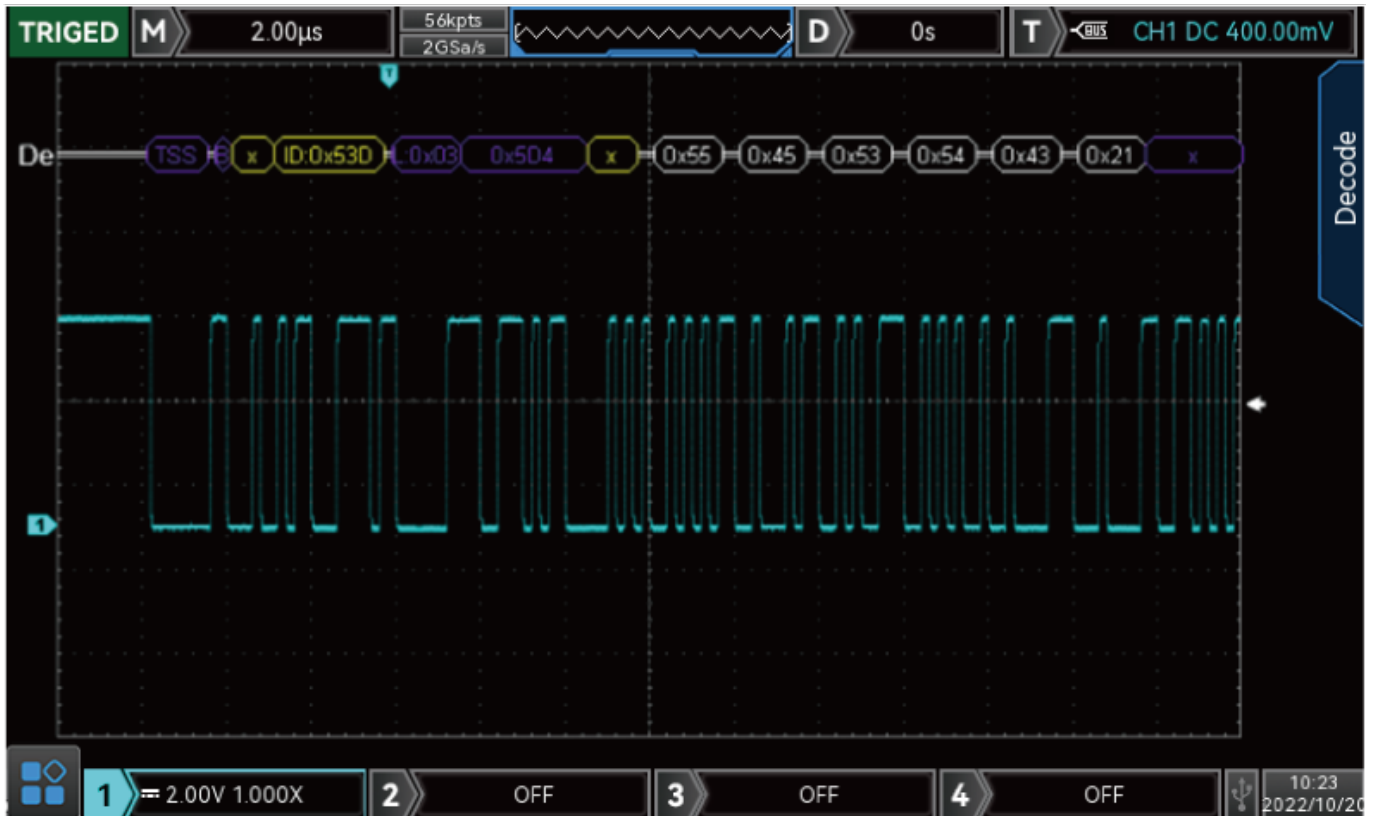 TRIGED M 2.00µs 56kpts D 0s T BUS CH1 DC 400.00mV
2GSa/s
T
De TSS x ID:0x53D L:0x03 0x5D4 x 0x55 0x45 0x53 0x54 0x43 0x21 x
Decode
1
1 2.00V 1.000X 2 OFF 3 OFF 4 OFF 10:23
2022/10/20